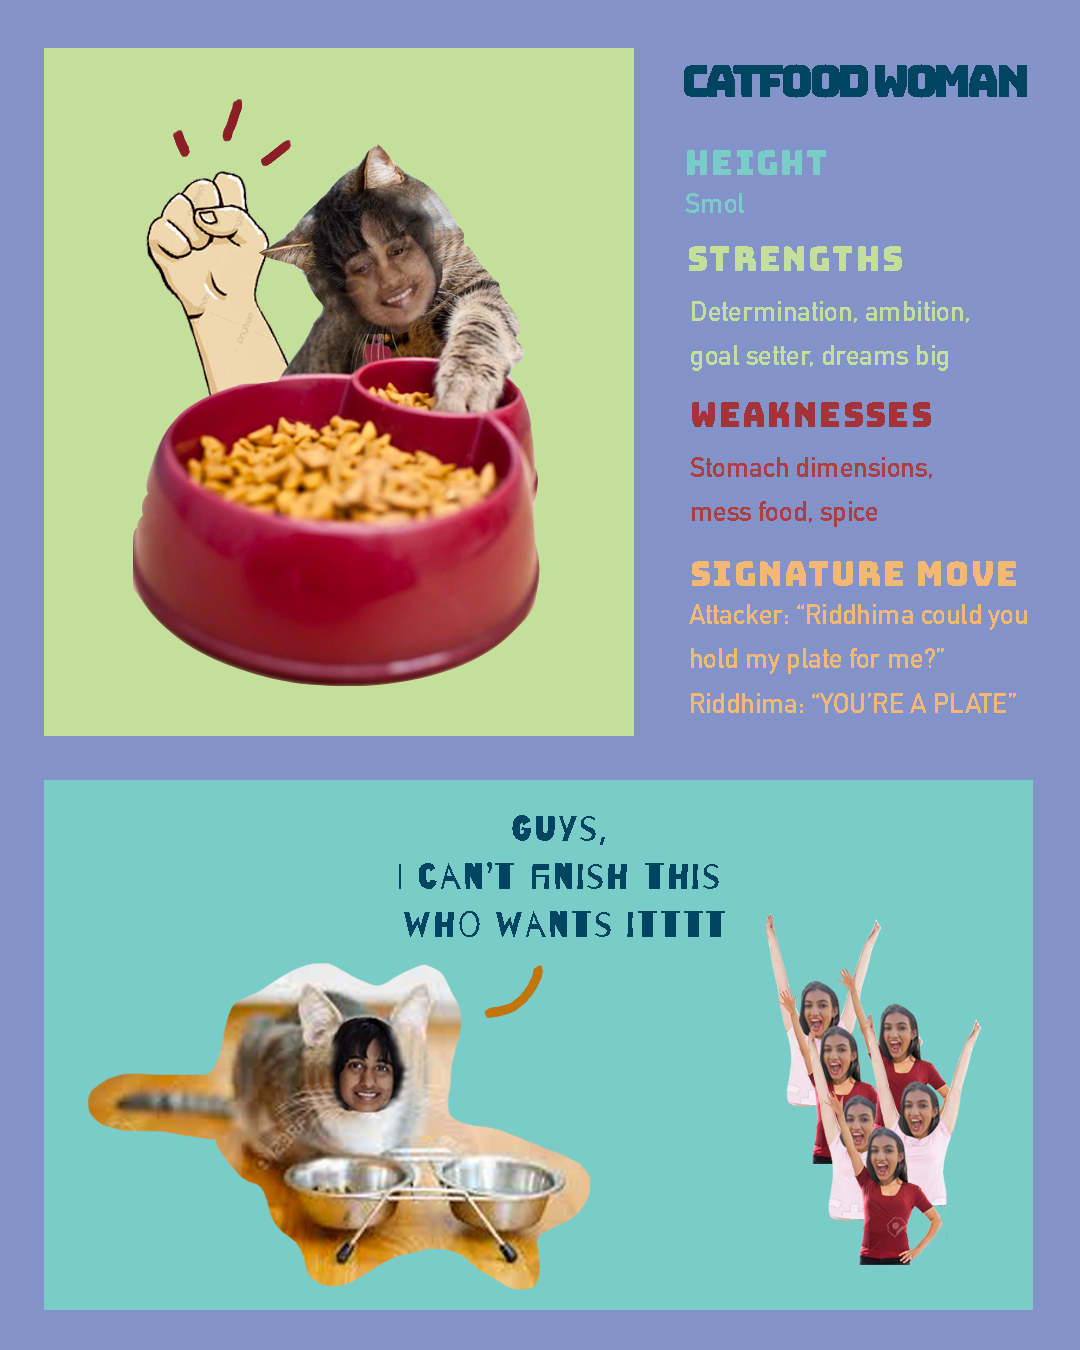 CATFOOD WOMAN
HEIGHT
Smol
STRENGTHS
Determination, ambition,
goal setter, dreams big
WEAKNESSES
Stomach dimensions,
mess food, spice
SIGNATURE MOVE
Attacker: “Riddhima could you
hold my plate for me?”
Riddhima: “YOU’RE A PLATE”
GUYS,
I CAN’T FINISH THIS
WHO WANTS ITTTT